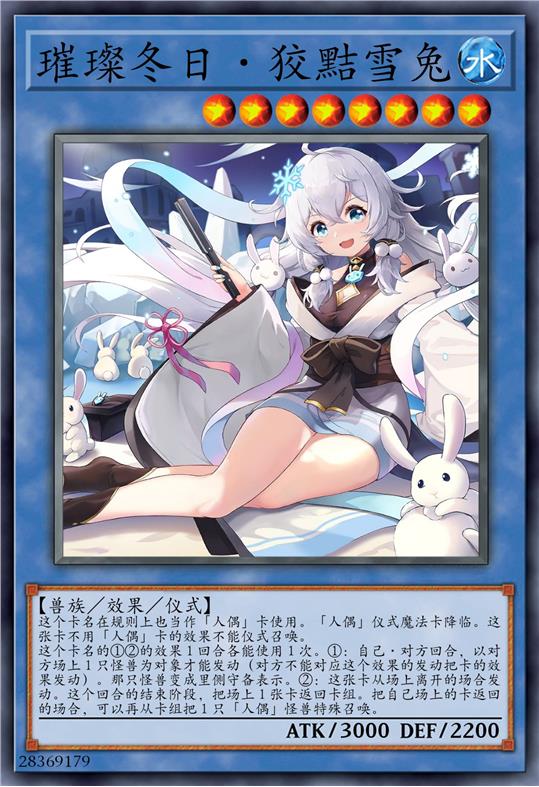 璀璨冬日·狡黠雪兔
水
【兽族／效果／仪式】
这个卡名在规则上也当作「人偶」卡使用。「人偶」仪式魔法卡降临。这
张卡不用「人偶」卡的效果不能仪式召唤。
这个卡名的①②的效果1回合各能使用1次。①：自己·对方回合，以对
方场上1只怪兽为对象才能发动（对方不能对应这个效果的发动把卡的效
果发动）。那只怪兽变成里侧守备表示。②：这张卡从场上离开的场合发
动。这个回合的结束阶段，把场上1张卡返回卡组。把自己场上的卡返回
的场合，可以再从卡组把1只「人偶」怪兽特殊召唤。
ATK/3000 DEF/2200
28369179